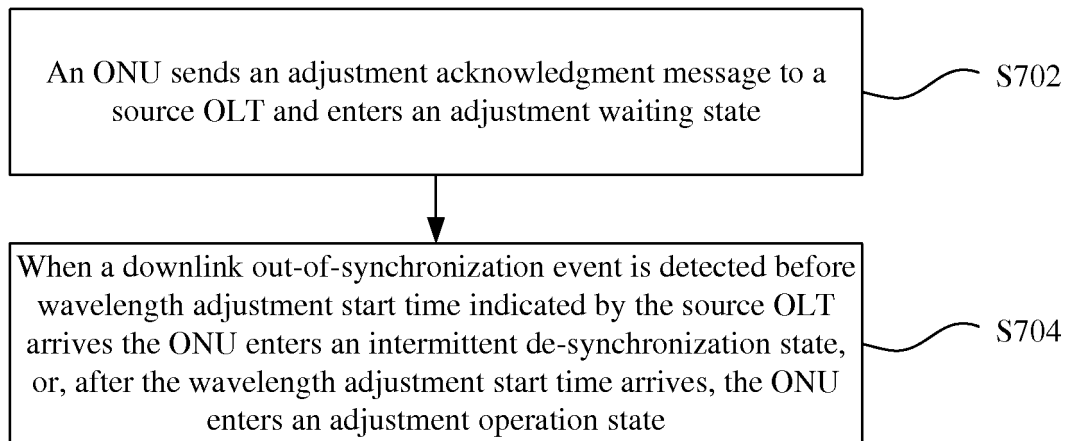 An ONU sends an adjustment acknowledgment message to a
source OLT and enters an adjustment waiting state
S702
When a downlink out-of-synchronization event is detected before
wavelength adjustment start time indicated by the source OLT
arrives the ONU enters an intermittent de-synchronization state,
or, after the wavelength adjustment start time arrives, the ONU
enters an adjustment operation state
S704